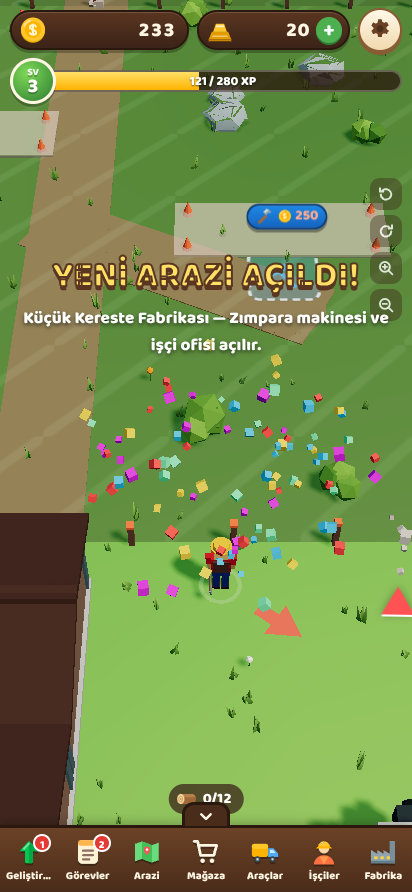 233
20
SV
3
121 / 280 XP
250
YENİ ARAZİ AÇILDI!
Küçük Kereste Fabrikası — Zımpara makinesi ve
işçi ofisi açılır.
0/12
1
2
Geliştir...
Görevler
Arazi
Mağaza
Araçlar
İşçiler
Fabrika